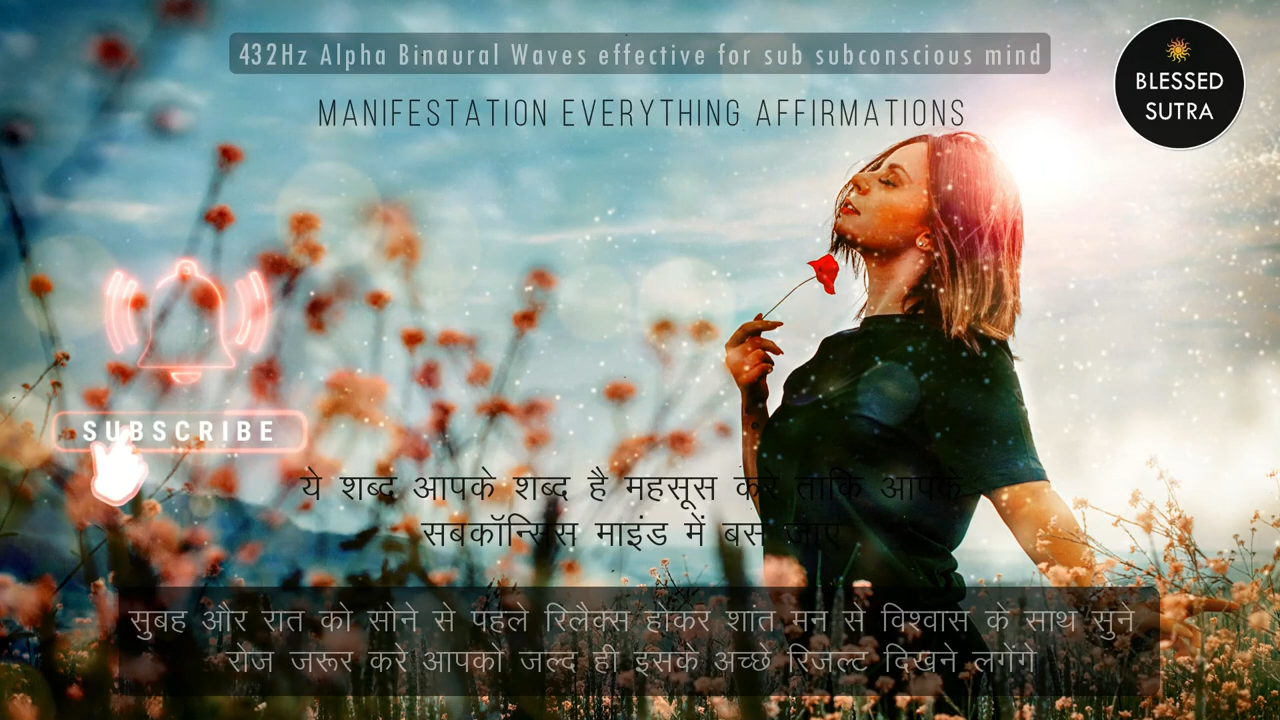 432Hz Alpha Binaural Waves effective for sub subconscious mind
MANIFESTATION EVERYTHING AFFIRMATIONS
BLESSED
SUTRA
SUBSCRIBE
ये शब्द आपके शब्द है महसूस करे ताकि आपके
सबकॉन्सिस माइंड में बस जाए
सुबह और रात को सोने से पहले रिलैक्स होकर शांत मन से विश्वास के साथ सुने
रोज जरूर करे आपको जल्द ही इसके अच्छे रिजल्ट दिखने लगेंगे